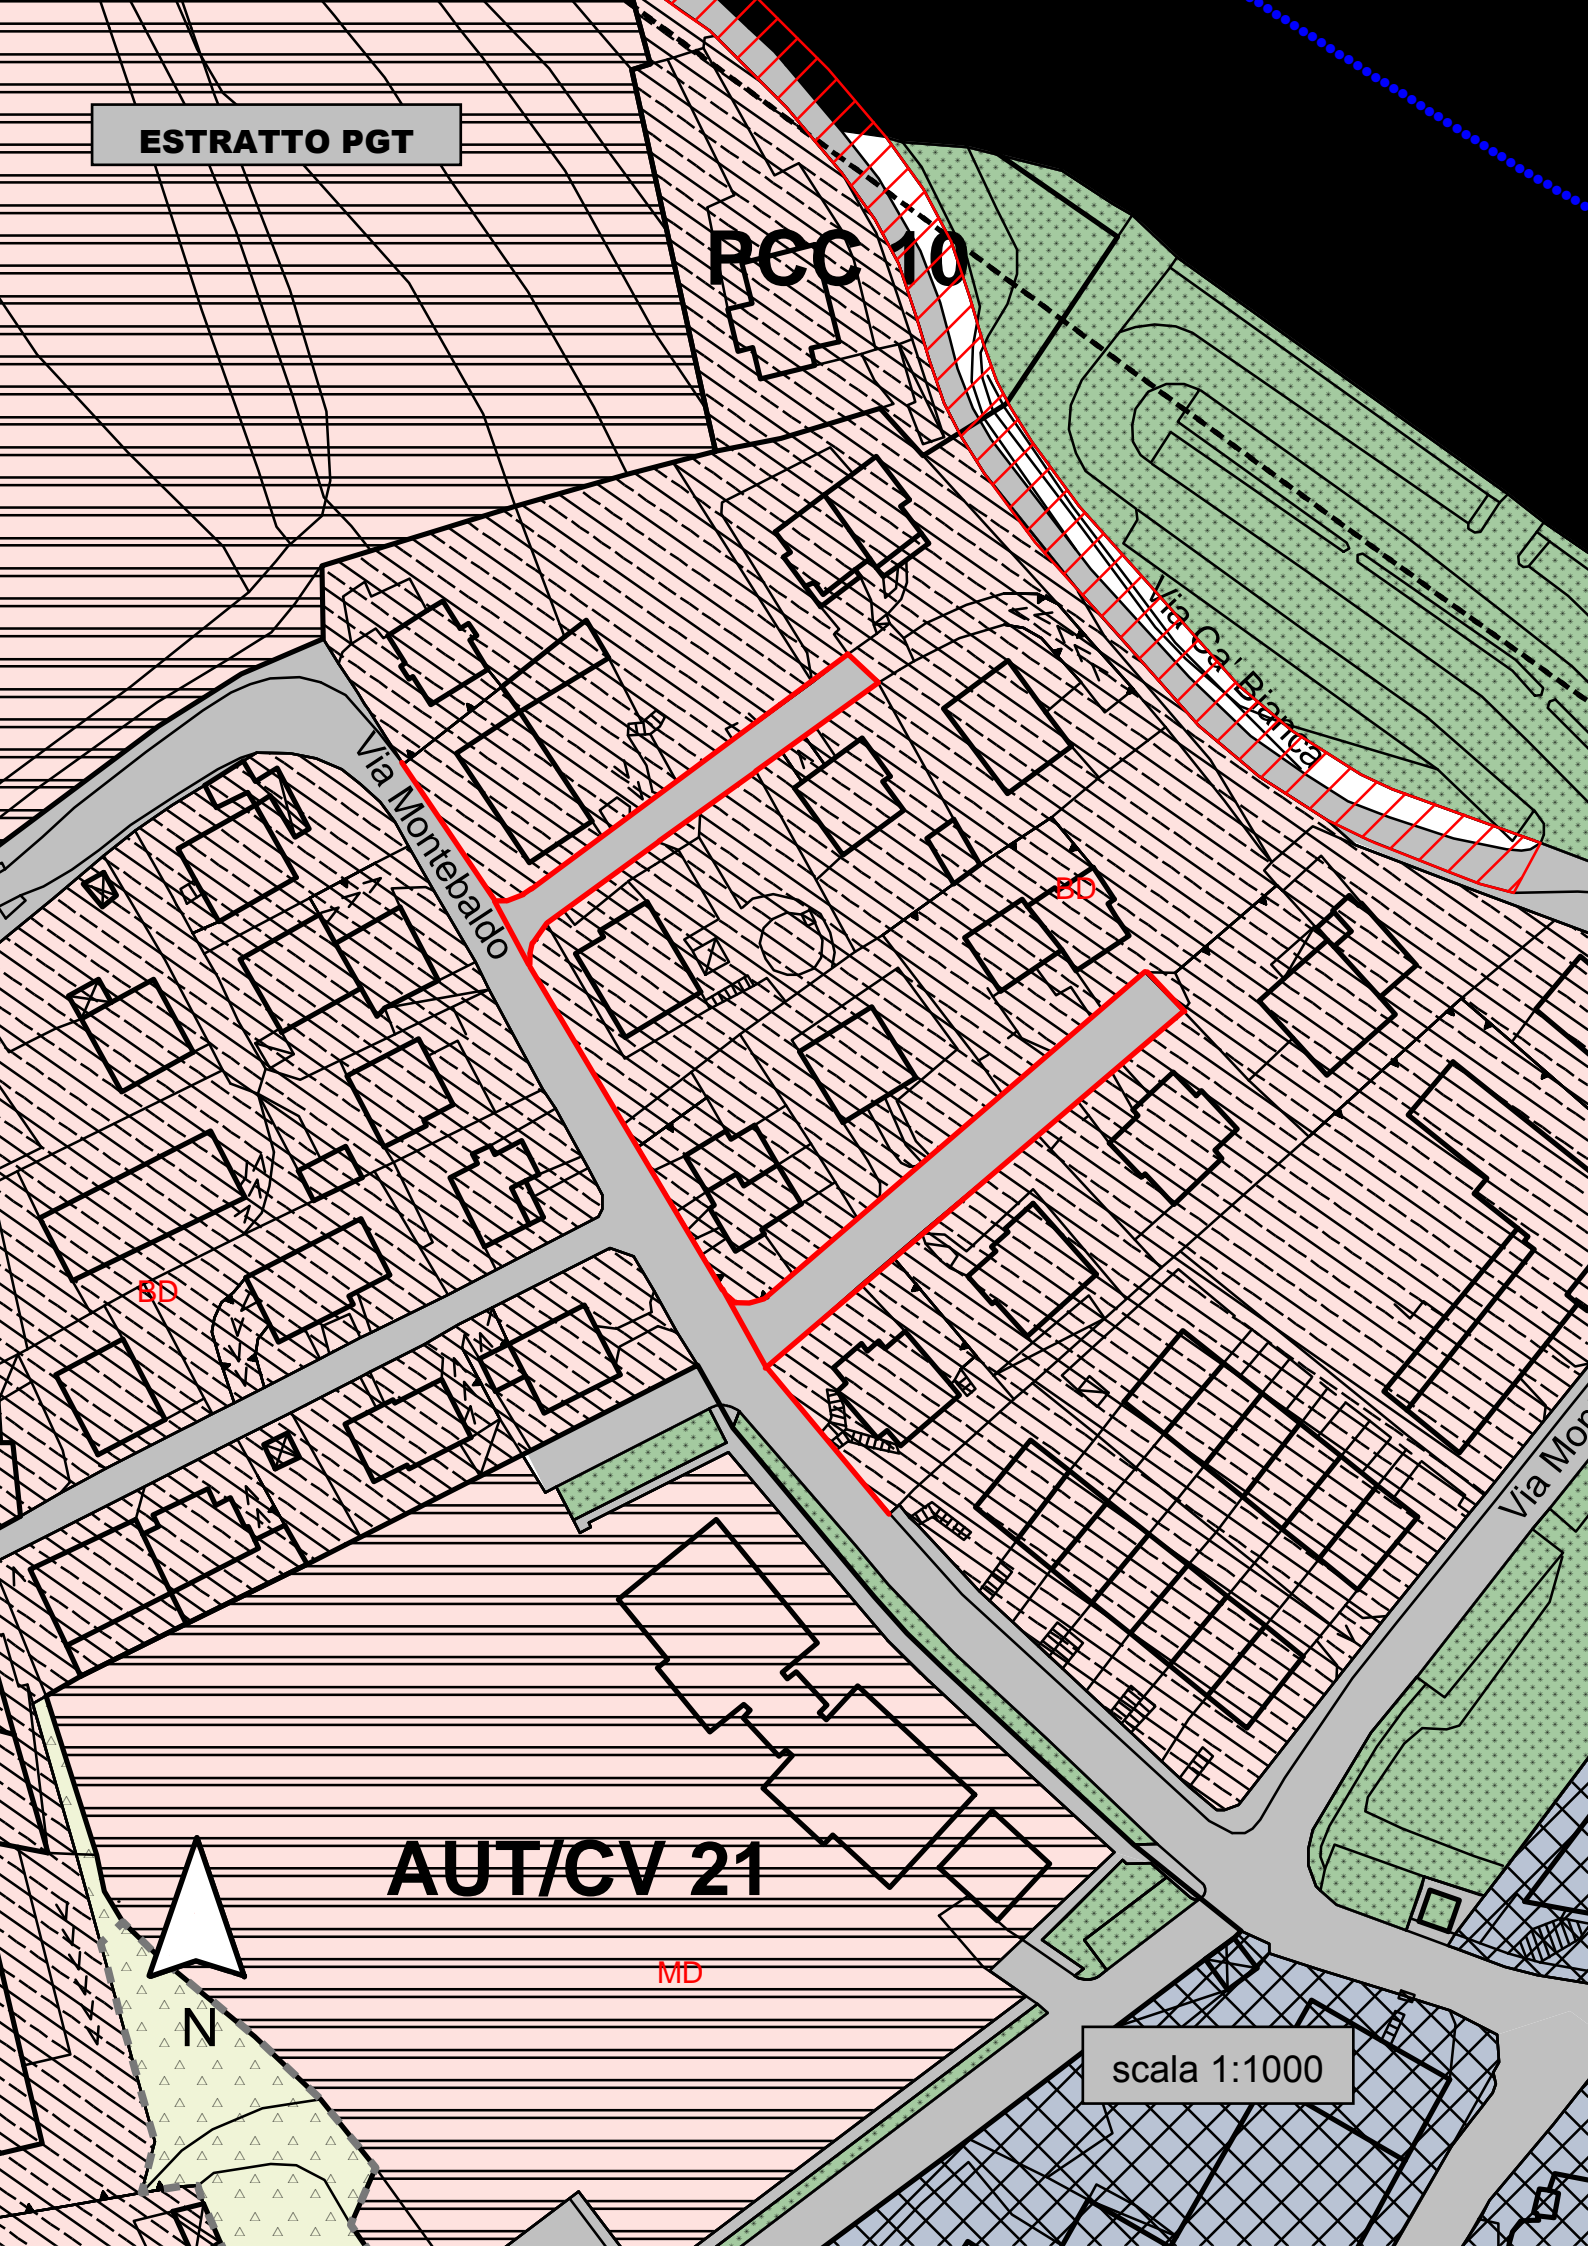 ESTRATTO PGT
PCC 10
Via Ca' Bianca
Via Montebaldo
BD
BD
AUT/CV 21
MD
N
scala 1:1000